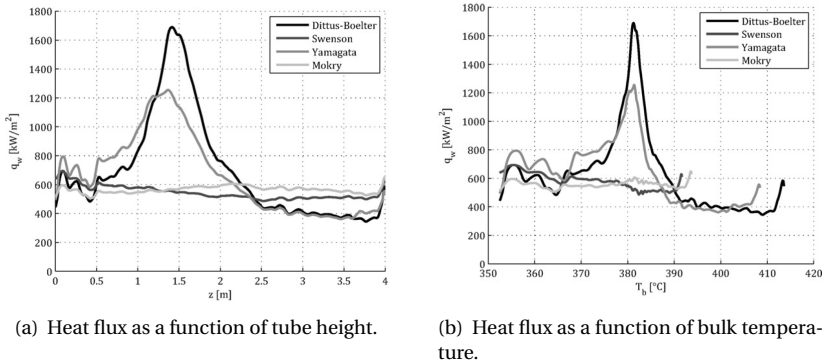 1800
1600
1400
1200
1000
800
600
400
200
0
q_w [kW/m²]
0 0.5 1 1.5 2 2.5 3 3.5 4
z [m]
Dittus-Boelter
Swenson
Yamagata
Mokry
(a) Heat flux as a function of tube height.
1800
1600
1400
1200
1000
800
600
400
200
0
q_w [kW/m²]
350 360 370 380 390 400 410 420
T_b [°C]
Dittus-Boelter
Swenson
Yamagata
Mokry
(b) Heat flux as a function of bulk tempera-
ture.